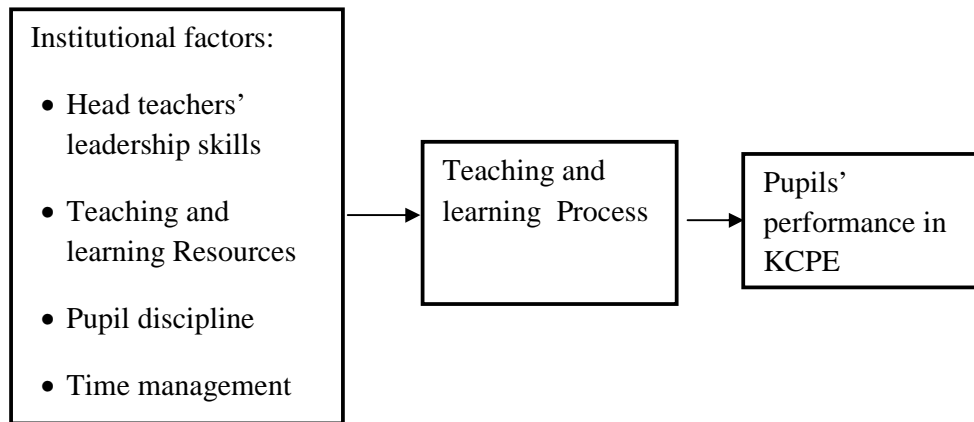 Institutional factors:
• Head teachers’
leadership skills
• Teaching and
learning Resources
• Pupil discipline
• Time management
Teaching and
learning  Process
Pupils’
performance in
KCPE